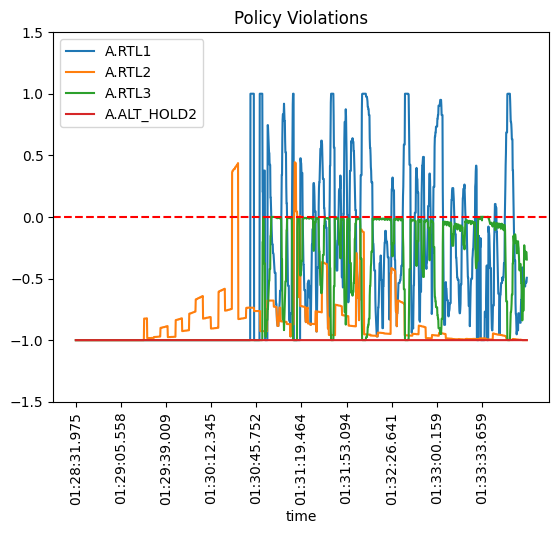 Policy Violations
A.RTL1
A.RTL2
A.RTL3
A.ALT_HOLD2
1.5
1.0
0.5
0.0
−0.5
−1.0
−1.5
01:28:31.975
01:29:05.558
01:29:39.009
01:30:12.345
01:30:45.752
01:31:19.464
01:31:53.094
01:32:26.641
01:33:00.159
01:33:33.659
time